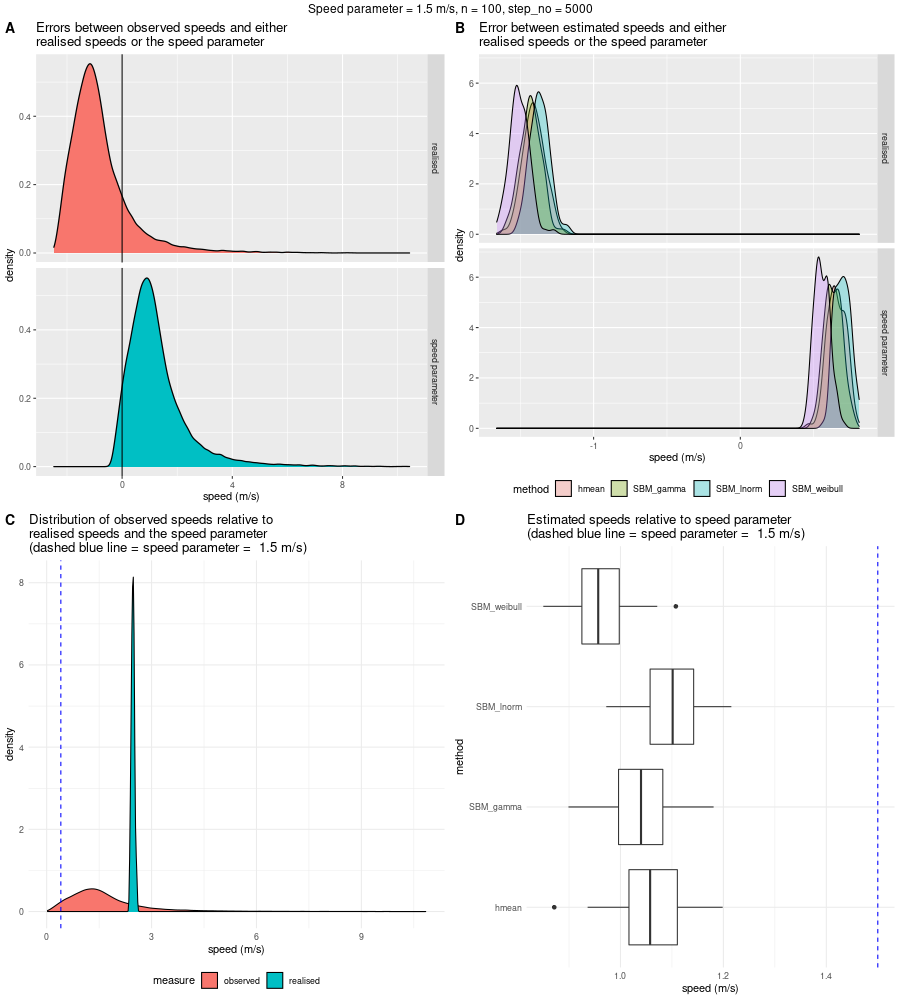 Speed parameter = 1.5 m/s, n = 100, step_no = 5000
A
Errors between observed speeds and either
realised speeds or the speed parameter
density
0.4
0.2
0.0
realised
0.4
0.2
0.0
speed parameter
0
4
8
speed (m/s)
B
Error between estimated speeds and either
realised speeds or the speed parameter
density
6
4
2
0
realised
6
4
2
0
speed parameter
-1
0
speed (m/s)
method
hmean
SBM_gamma
SBM_lnorm
SBM_weibull
C
Distribution of observed speeds relative to
realised speeds and the speed parameter
(dashed blue line = speed parameter = 1.5 m/s)
density
8
6
4
2
0
0
3
6
9
speed (m/s)
measure
observed
realised
D
Estimated speeds relative to speed parameter
(dashed blue line = speed parameter = 1.5 m/s)
method
SBM_weibull
SBM_lnorm
SBM_gamma
hmean
1.0
1.2
1.4
speed (m/s)